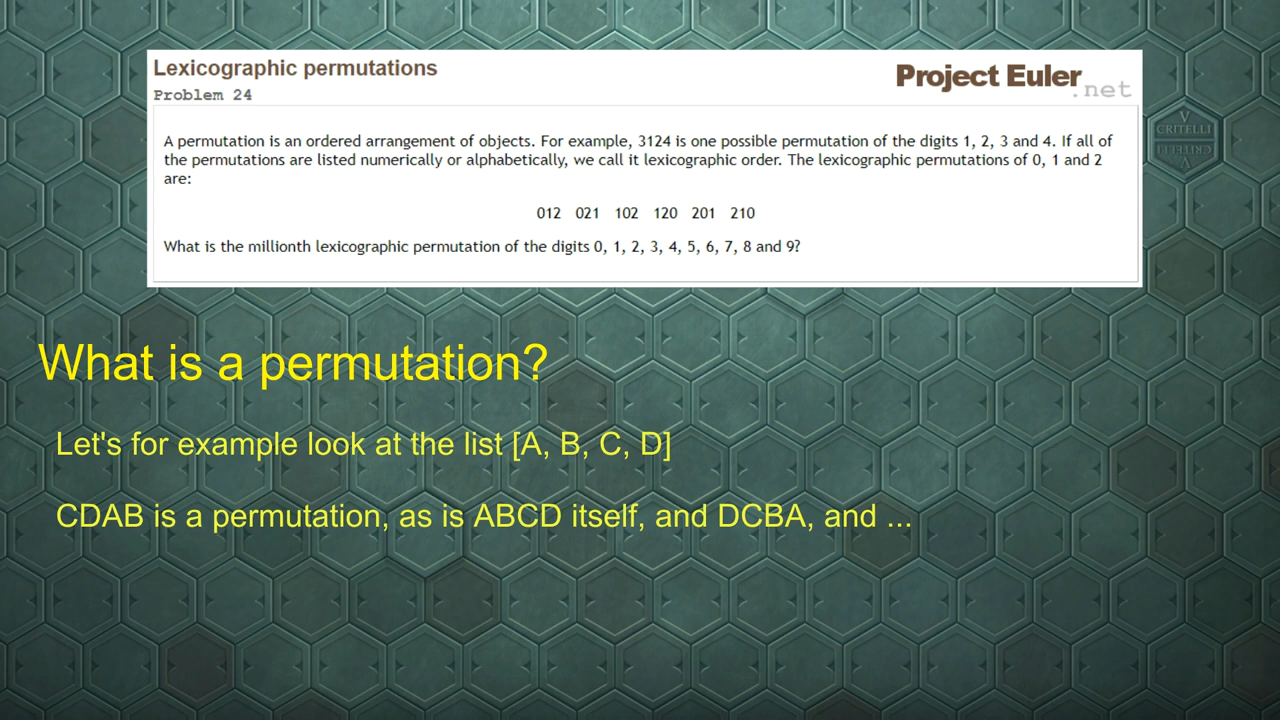 Lexicographic permutations
Project Euler
.net
Problem 24
A permutation is an ordered arrangement of objects. For example, 3124 is one possible permutation of the digits 1, 2, 3 and 4. If all of
the permutations are listed numerically or alphabetically, we call it lexicographic order. The lexicographic permutations of 0, 1 and 2
are:
012 021 102 120 201 210
What is the millionth lexicographic permutation of the digits 0, 1, 2, 3, 4, 5, 6, 7, 8 and 9?
V
CRITELLI
CRITELLI
V
What is a permutation?
Let's for example look at the list [A, B, C, D]
CDAB is a permutation, as is ABCD itself, and DCBA, and ...